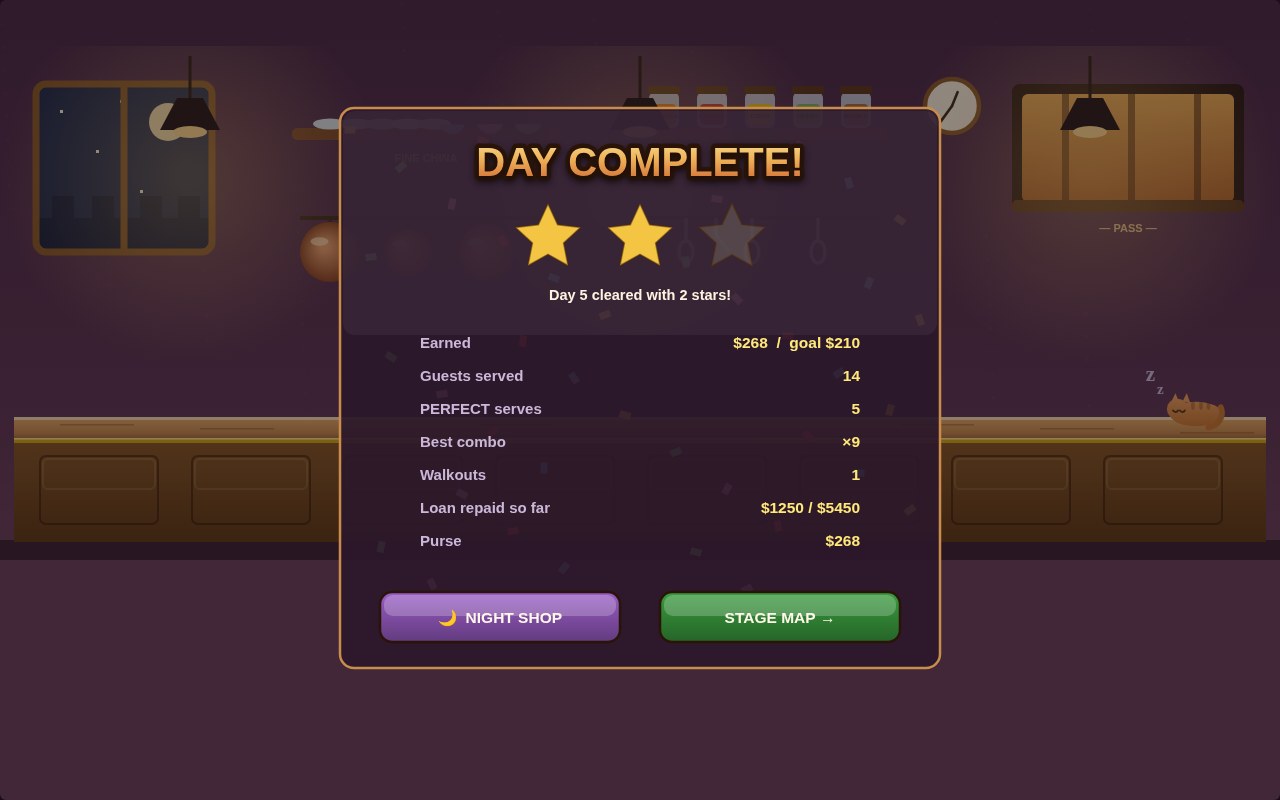 DAY COMPLETE!
Day 5 cleared with 2 stars!
Earned $268 / goal $210
Guests served 14
PERFECT serves 5
Best combo ×9
Walkouts 1
Loan repaid so far $1250 / $5450
Purse $268
🌙 NIGHT SHOP
STAGE MAP →
— PASS —
z
z